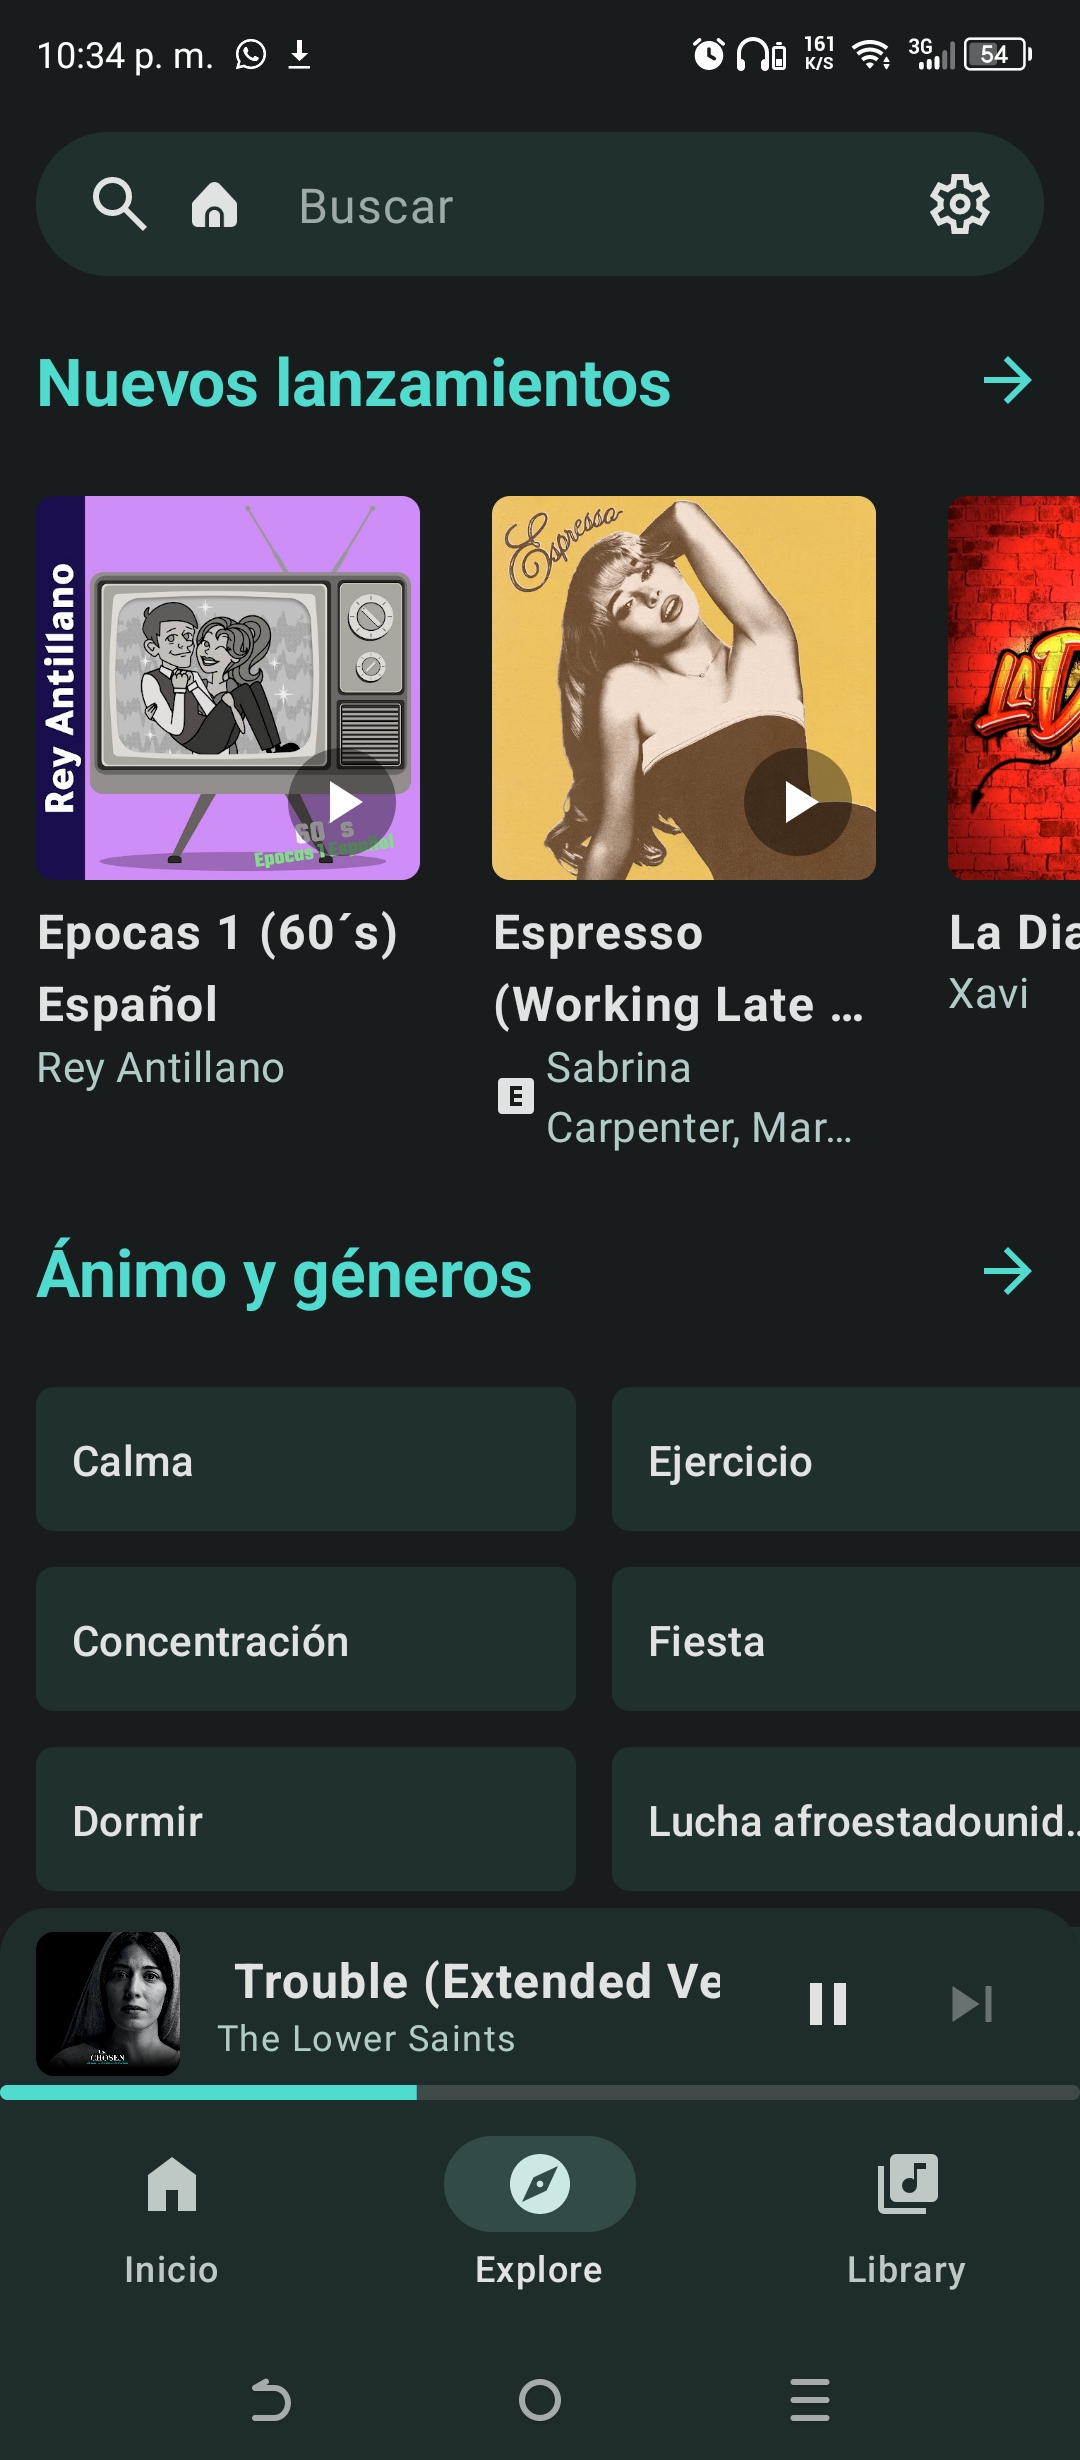 10:34 p. m.
161
K/S
3G
54
Buscar
Nuevos lanzamientos
Rey Antillano
60´s
Epocas 1 Español
Espresso
Epocas 1 (60´s)
Español
Rey Antillano
Espresso
(Working Late ...
E
Sabrina
Carpenter, Mar...
La Dia
Xavi
Ánimo y géneros
Calma
Ejercicio
Concentración
Fiesta
Dormir
Lucha afroestadounid...
CHOSEN
Trouble (Extended Ve
The Lower Saints
Inicio
Explore
Library